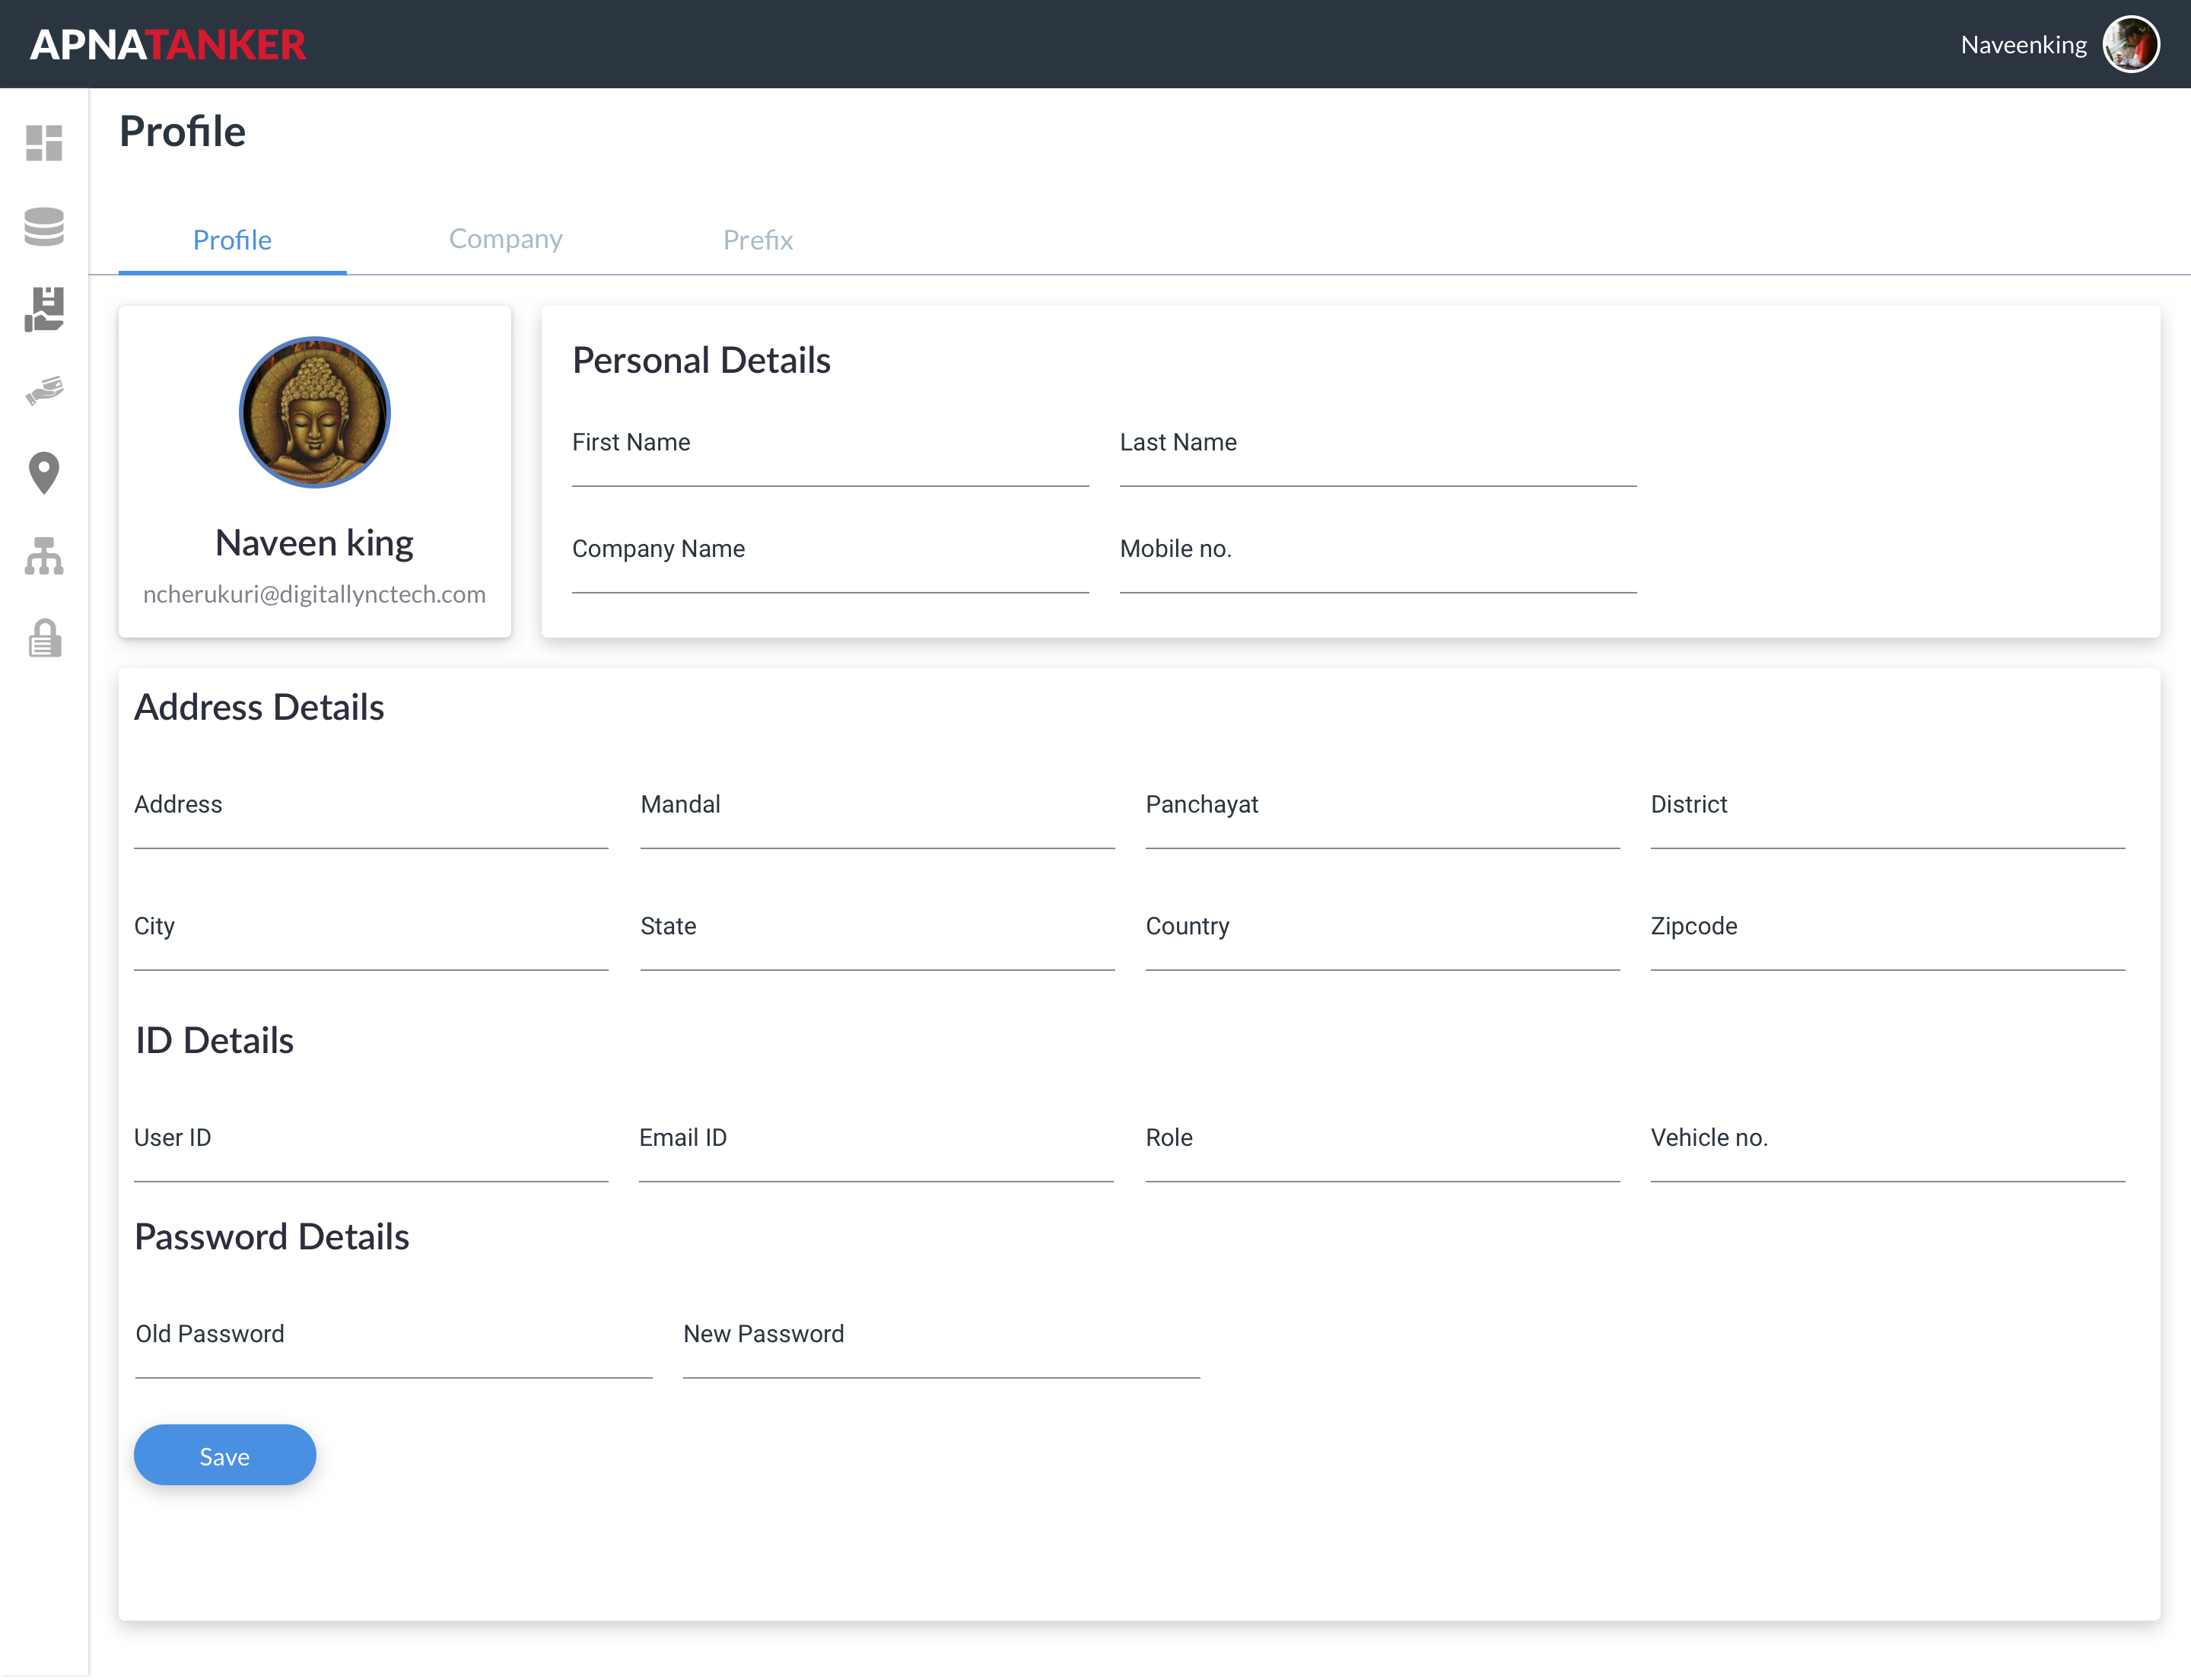 APNATANKER
Naveenking
Profile
Profile Company Prefix
Naveen king
ncherukuri@digitallynctech.com
Personal Details
First Name Last Name
Company Name Mobile no.
Address Details
Address Mandal Panchayat District
City State Country Zipcode
ID Details
User ID Email ID Role Vehicle no.
Password Details
Old Password New Password
Save